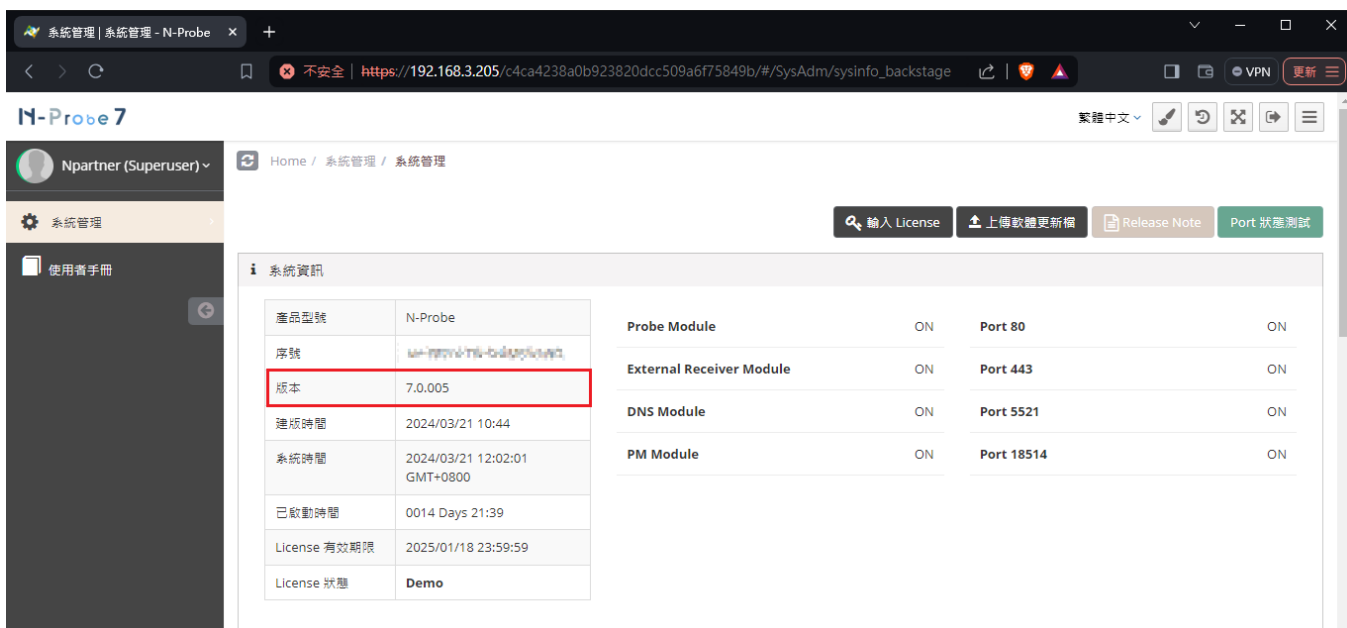 系統管理 | 系統管理 - N-Probe
不安全 | https://192.168.3.205/c4ca4238a0b923820dcc509a6f75849b/#/SysAdm/sysinfo_backstage
VPN
更新
N-Probe 7
繁體中文
Npartner (Superuser)
Home / 系統管理 / 系統管理
系統管理
使用者手冊
輸入 License
上傳軟體更新檔
Release Note
Port 狀態測試
系統資訊
產品型號 N-Probe
序號
版本 7.0.005
建版時間 2024/03/21 10:44
系統時間 2024/03/21 12:02:01
GMT+0800
已啟動時間 0014 Days 21:39
License 有效期限 2025/01/18 23:59:59
License 狀態 Demo
Probe Module ON
External Receiver Module ON
DNS Module ON
PM Module ON
Port 80 ON
Port 443 ON
Port 5521 ON
Port 18514 ON